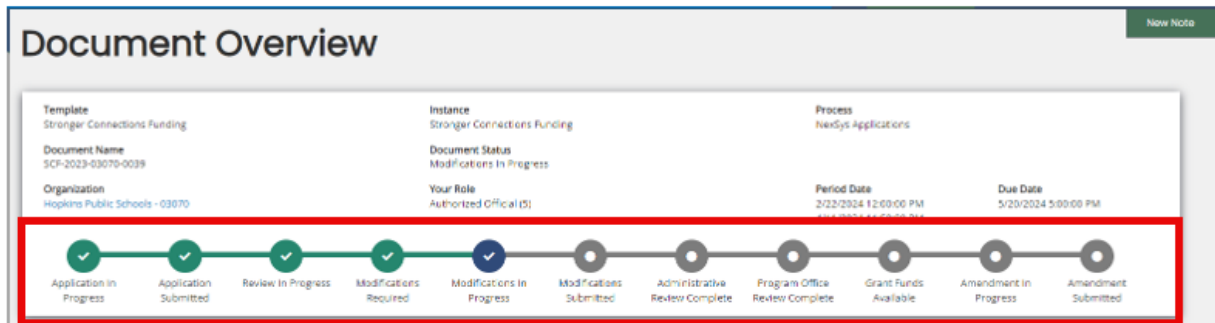 New Note
Document Overview
Template
Stronger Connections Funding
Instance
Stronger Connections Funding
Process
NexSys Applications
Document Name
SCF-2023-03070-0039
Document Status
Modifications In Progress
Organization
Hopkins Public Schools - 03070
Your Role
Authorized Official (5)
Period Date
2/22/2024 12:00:00 PM
Due Date
5/20/2024 5:00:00 PM
Application In
Progress
Application
Submitted
Review In Progress
Modifications
Required
Modifications In
Progress
Modifications
Submitted
Administrative
Review Complete
Program Office
Review Complete
Grant Funds
Available
Amendment In
Progress
Amendment
Submitted